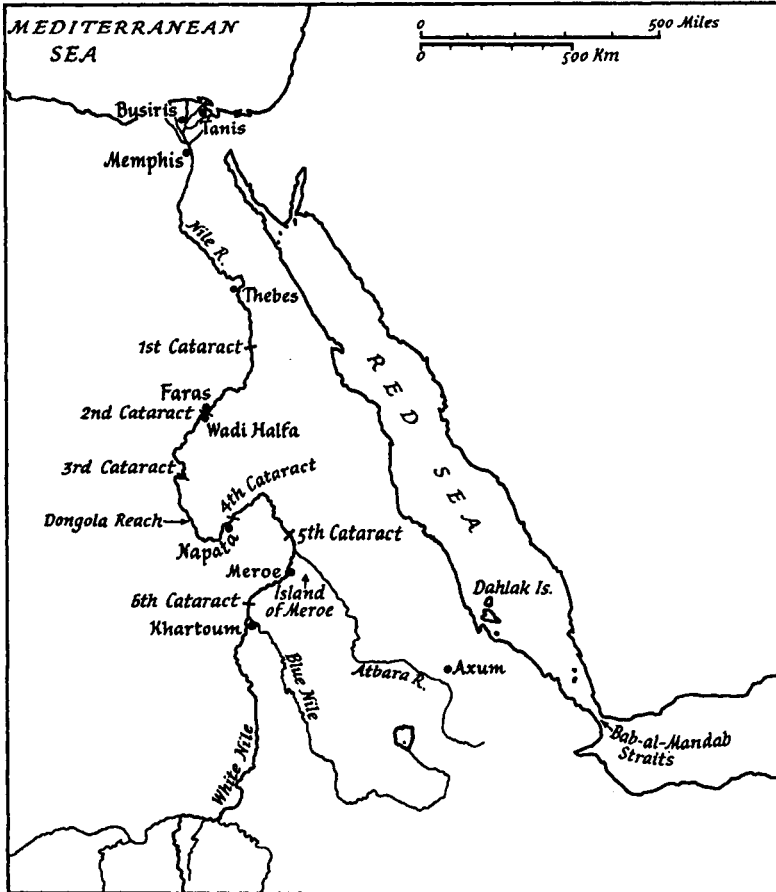 MEDITERRANEAN
SEA
0 500 Miles
0 500 Km
Busiris
Tanis
Memphis
Nile R.
Thebes
1st Cataract
RED SEA
Faras
2nd Cataract
Wadi Halfa
3rd Cataract
4th Cataract
Dongola Reach
Napata
5th Cataract
Meroe
Island
of Meroe
Dahlak Is.
6th Cataract
Khartoum
Blue Nile
Atbara R.
Axum
White Nile
Bab-al-Mandab
Straits